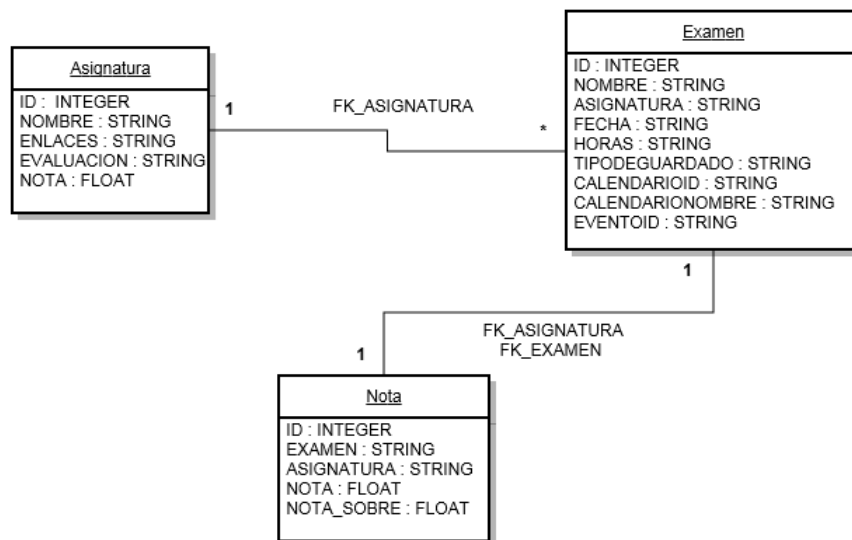 Asignatura
ID :  INTEGER
NOMBRE : STRING
ENLACES : STRING
EVALUACION : STRING
NOTA : FLOAT
1
FK_ASIGNATURA
*
Examen
ID : INTEGER
NOMBRE : STRING
ASIGNATURA : STRING
FECHA : STRING
HORAS : STRING
TIPODEGUARDADO : STRING
CALENDARIOID : STRING
CALENDARIONOMBRE : STRING
EVENTOID : STRING
1
FK_ASIGNATURA
FK_EXAMEN
1
Nota
ID : INTEGER
EXAMEN : STRING
ASIGNATURA : STRING
NOTA : FLOAT
NOTA_SOBRE : FLOAT